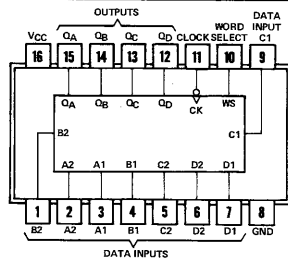 OUTPUTS
DATA
WORD INPUT
VCC QA QB QC QD CLOCK SELECT C1
16 15 14 13 12 11 10 9
QA QB QC QD CK WS
B2 C1
A2 A1 B1 C2 D2 D1
1 2 3 4 5 6 7 8
B2 A2 A1 B1 C2 D2 D1 GND
DATA INPUTS